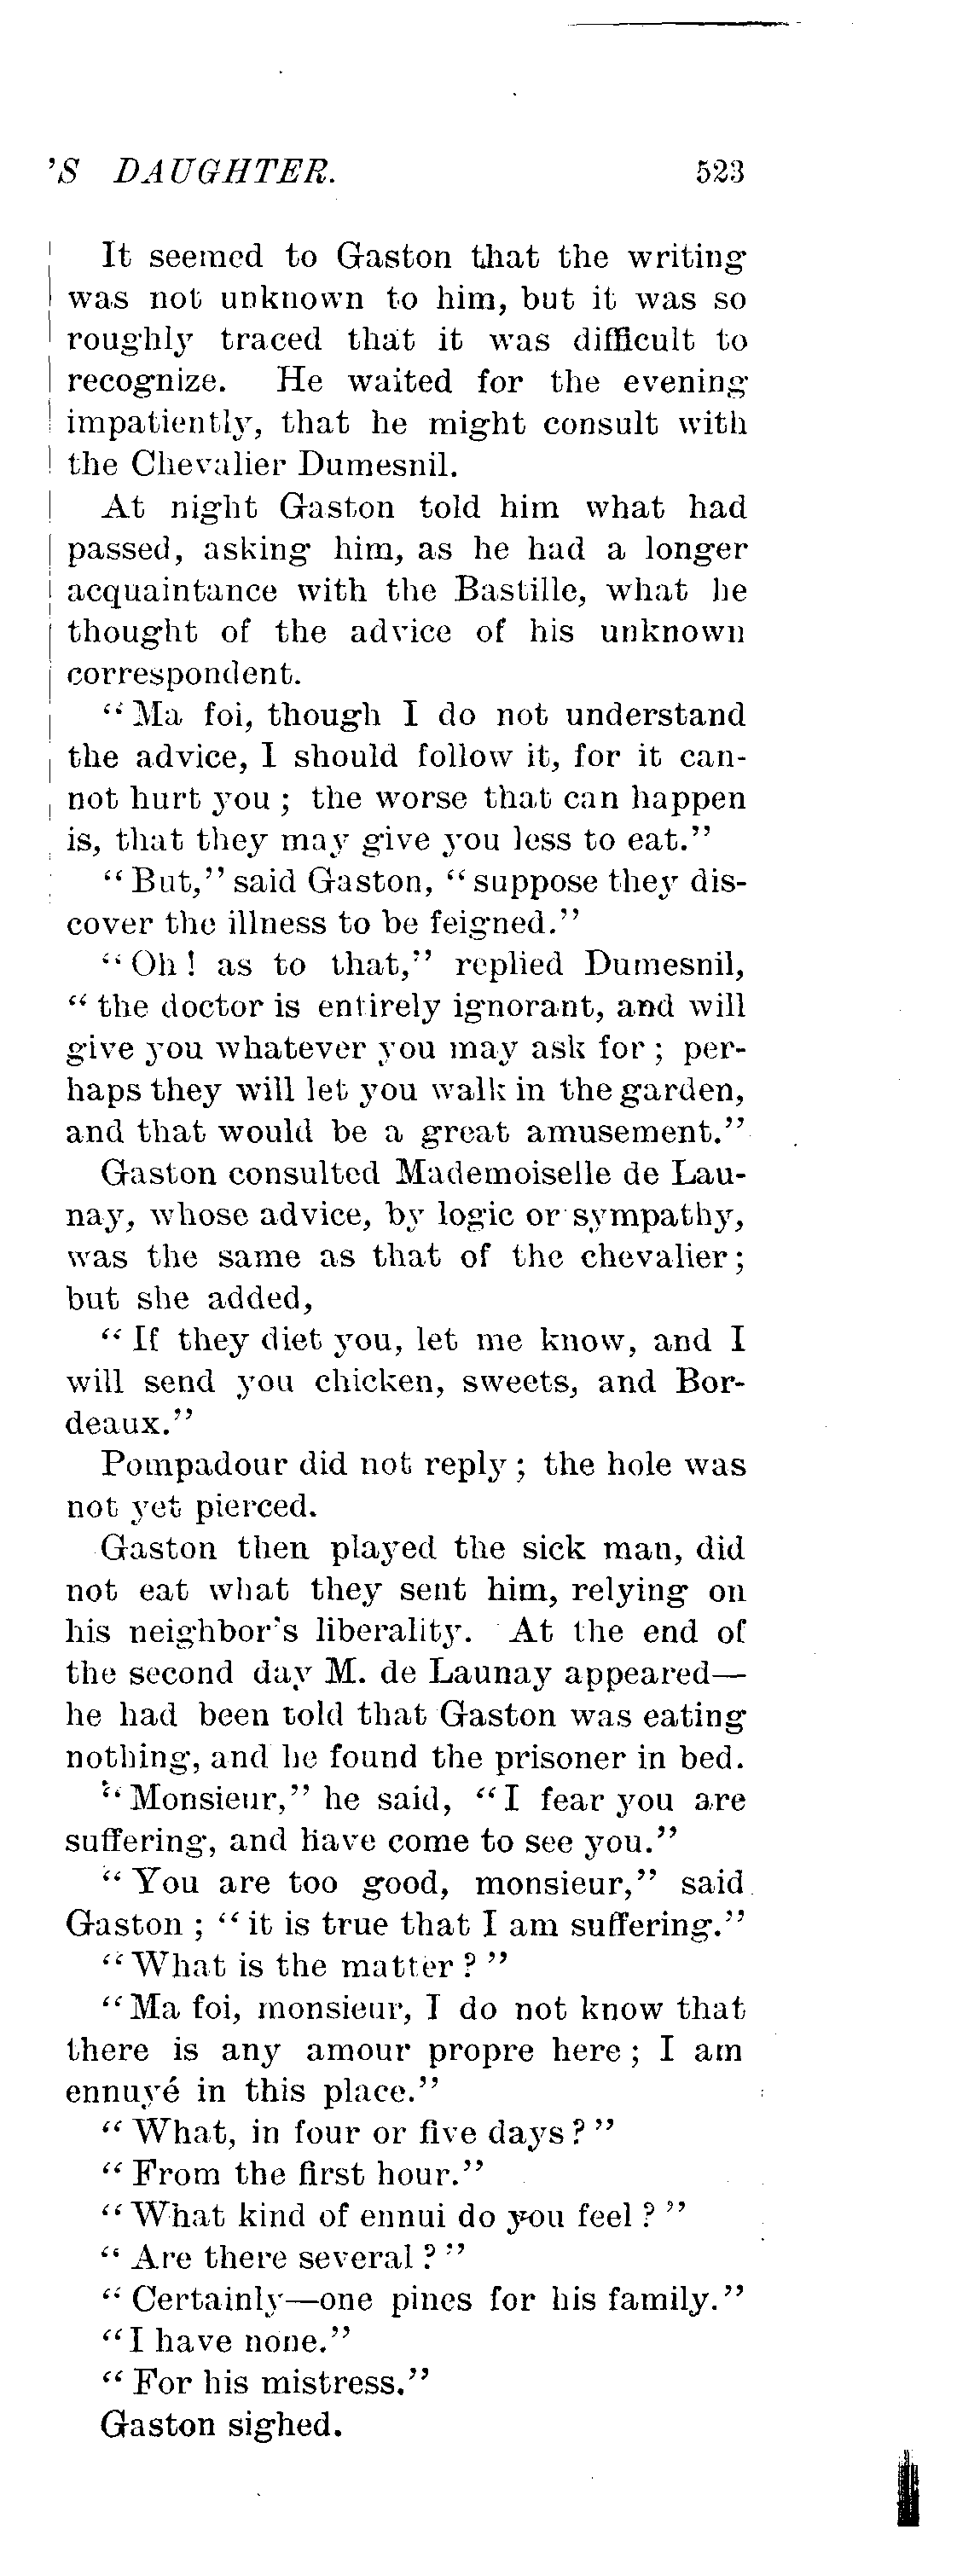 'S DAUGHTER. 523
It seemed to Gaston that the writing
was not unknown to him, but it was so
roughly traced that it was difficult to
recognize. He waited for the evening
impatiently, that he might consult with
the Chevalier Dumesnil.
At night Gaston told him what had
passed, asking him, as he had a longer
acquaintance with the Bastille, what he
thought of the advice of his unknown
correspondent.
"Ma foi, though I do not understand
the advice, I should follow it, for it can-
not hurt you; the worse that can happen
is, that they may give you less to eat."
"But," said Gaston, "suppose they dis-
cover the illness to be feigned."
"Oh! as to that," replied Dumesnil,
"the doctor is entirely ignorant, and will
give you whatever you may ask for; per-
haps they will let you walk in the garden,
and that would be a great amusement."
Gaston consulted Mademoiselle de Lau-
nay, whose advice, by logic or sympathy,
was the same as that of the chevalier;
but she added,
"If they diet you, let me know, and I
will send you chicken, sweets, and Bor-
deaux."
Pompadour did not reply; the hole was
not yet pierced.
Gaston then played the sick man, did
not eat what they sent him, relying on
his neighbor's liberality. At the end of
the second day M. de Launay appeared—
he had been told that Gaston was eating
nothing, and he found the prisoner in bed.
"Monsieur," he said, "I fear you are
suffering, and have come to see you."
"You are too good, monsieur," said
Gaston; "it is true that I am suffering."
"What is the matter?"
"Ma foi, monsieur, I do not know that
there is any amour propre here; I am
ennuyé in this place."
"What, in four or five days?"
"From the first hour."
"What kind of ennui do you feel?"
"Are there several?"
"Certainly—one pines for his family."
"I have none."
"For his mistress."
Gaston sighed.